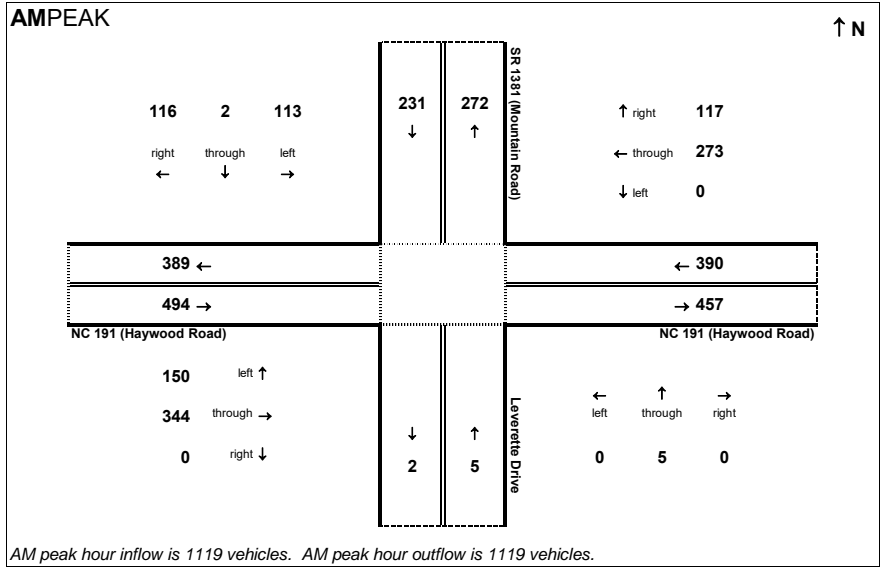 AMPEAK
↑ N
SR 1381 (Mountain Road)
116 2 113
right through left
← ↓ →
231 272
↓ ↑
↑ right 117
← through 273
↓ left 0
389 ←
494 →
← 390
→ 457
NC 191 (Haywood Road)
NC 191 (Haywood Road)
150 left ↑
344 through →
0 right ↓
↓ ↑
2 5
Leverette Drive
← ↑ →
left through right
0 5 0
AM peak hour inflow is 1119 vehicles. AM peak hour outflow is 1119 vehicles.